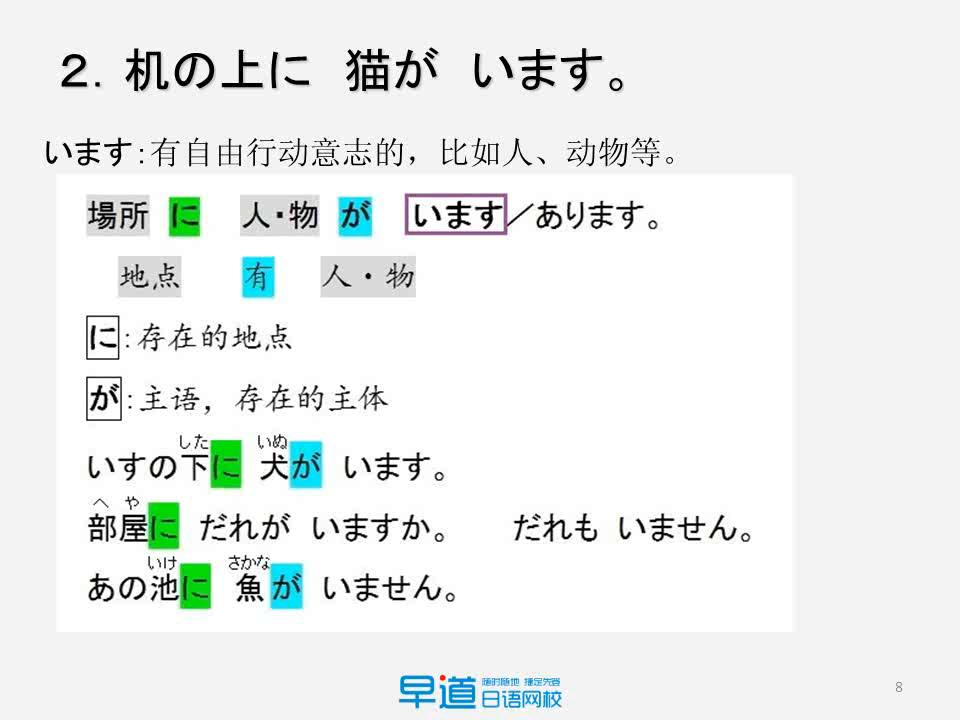 ２．机の上に　猫が　います。
います：有自由行动意志的，比如人、动物等。
場所　に　人・物　が　います／あります。
地点　有　人・物
に：存在的地点
が：主语，存在的主体
した　いぬ
いすの下に　犬が　います。
へ　や
部屋に　だれが　いますか。　だれも　いません。
いけ　さかな
あの池に　魚が　いません。
早道 随时随地 捷足先登
日语网校
8